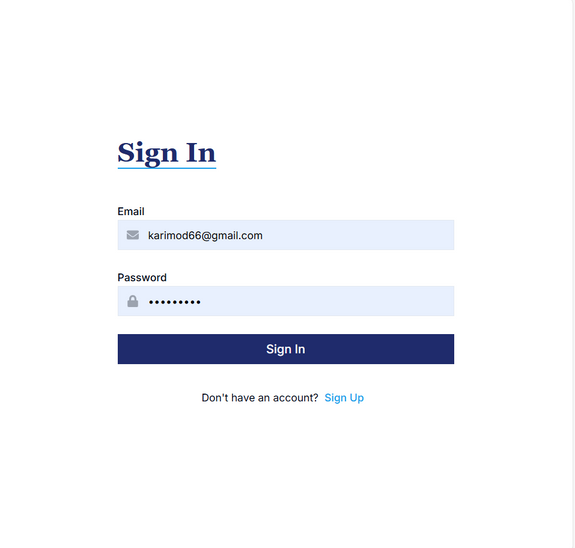 Sign In
Email
karimod66@gmail.com
Password
•••••••••
Sign In
Don't have an account? Sign Up